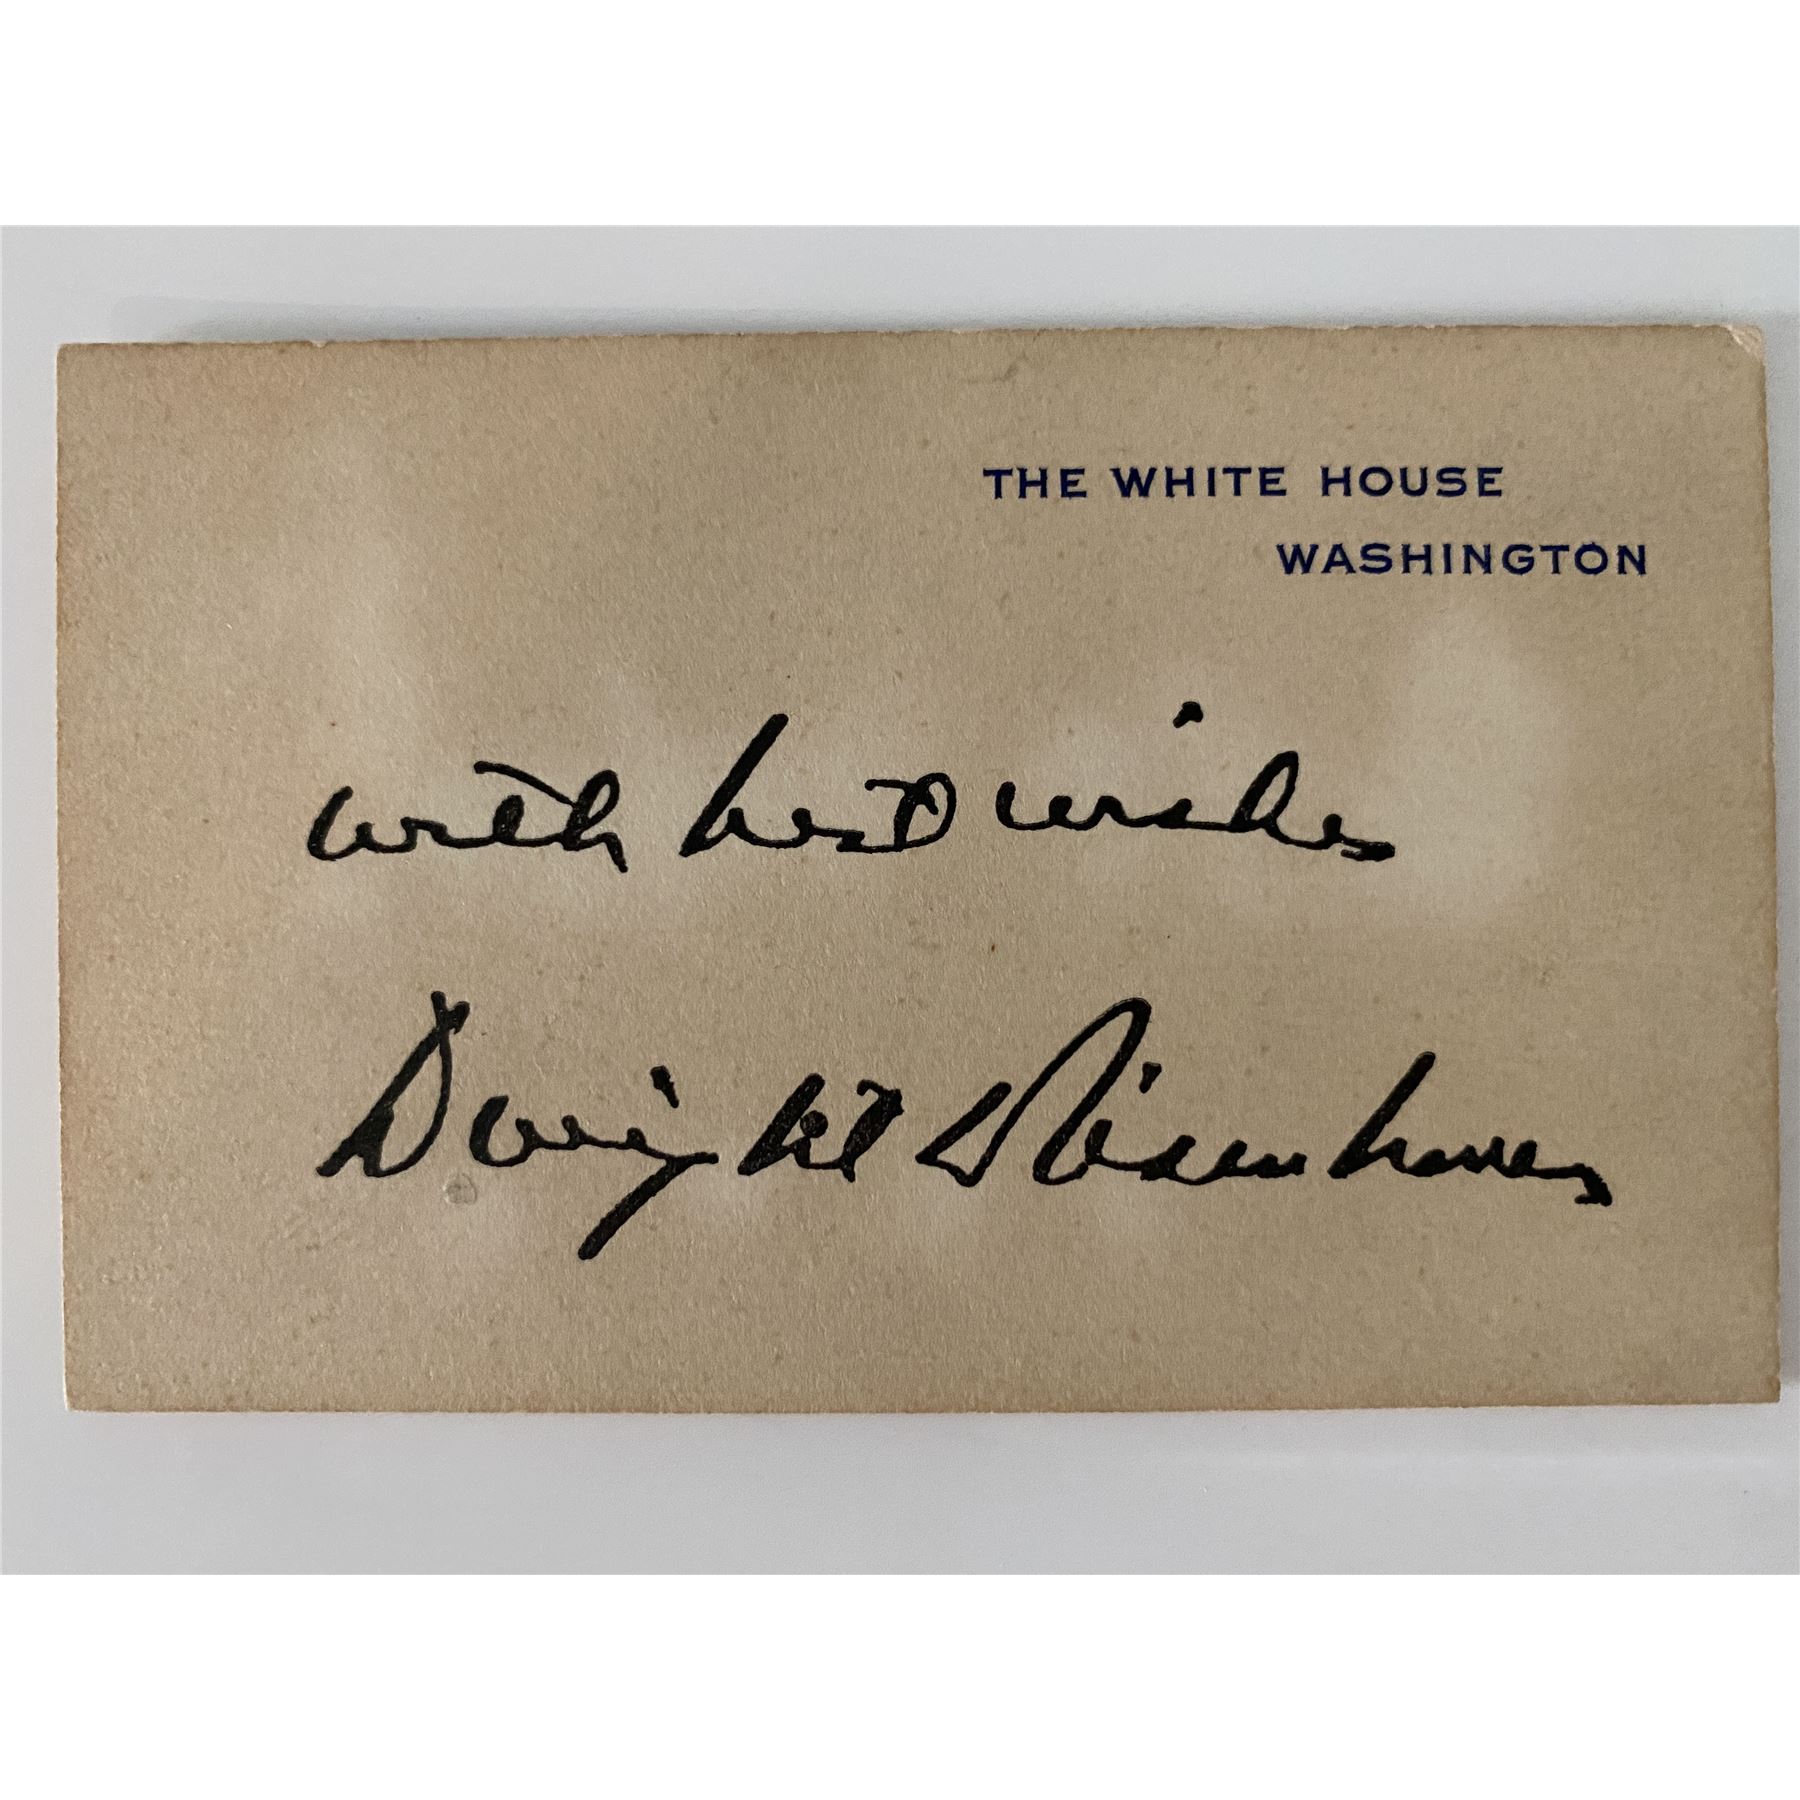 THE WHITE HOUSE
WASHINGTON
with best wishes
Dwight D Eisenhower